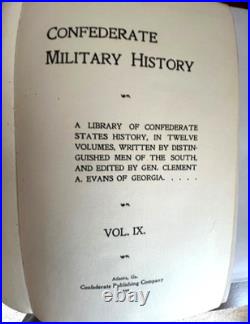 CONFEDERATE
MILITARY HISTORY
A LIBRARY OF CONFEDERATE
STATES HISTORY, IN TWELVE
VOLUMES, WRITTEN BY DISTIN-
GUISHED MEN OF THE SOUTH,
AND EDITED BY GEN. CLEMENT
A. EVANS OF GEORGIA. . . . .
VOL. IX.
Atlanta, Ga.
Confederate Publishing Company
hobbydatabase